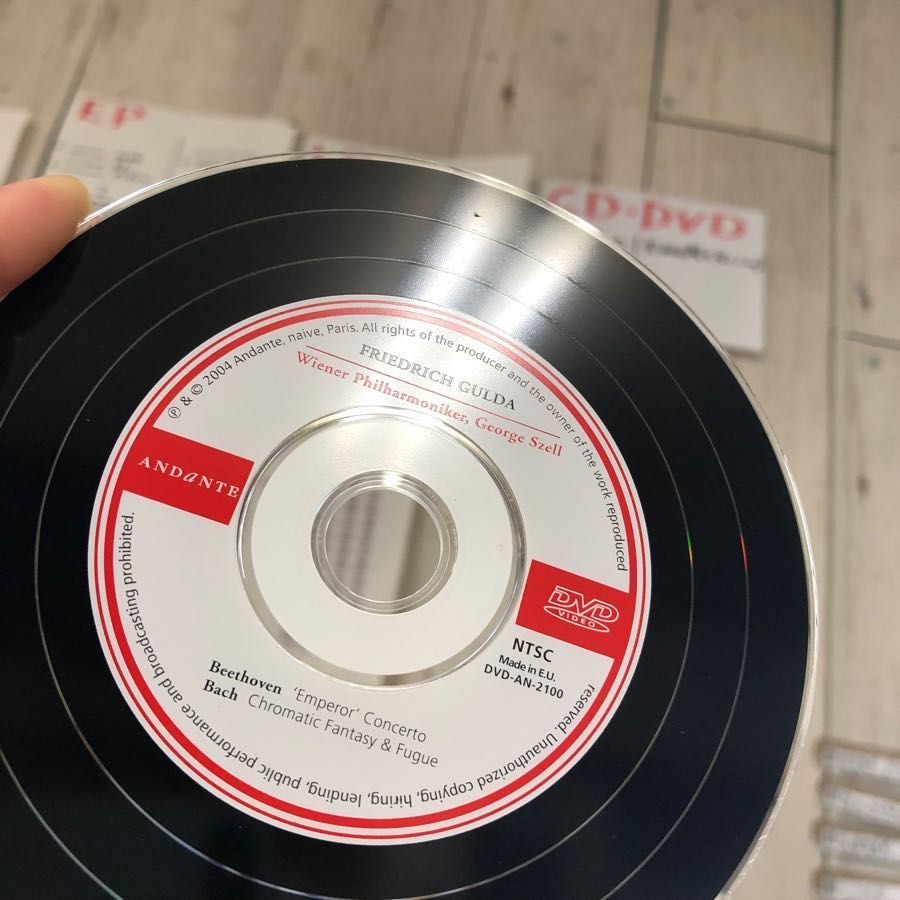 EP
CD・DVD
℗ & © 2004 Andante, naive, Paris. All rights of the producer and the owner of the work reproduced
reserved. Unauthorized copying, hiring, lending, public performance and broadcasting prohibited.
FRIEDRICH GULDA
Wiener Philharmoniker, George Szell
ANDaNTE
DVD
VIDEO
NTSC
Made in E.U.
DVD-AN-2100
Beethoven 'Emperor' Concerto
Bach Chromatic Fantasy & Fugue